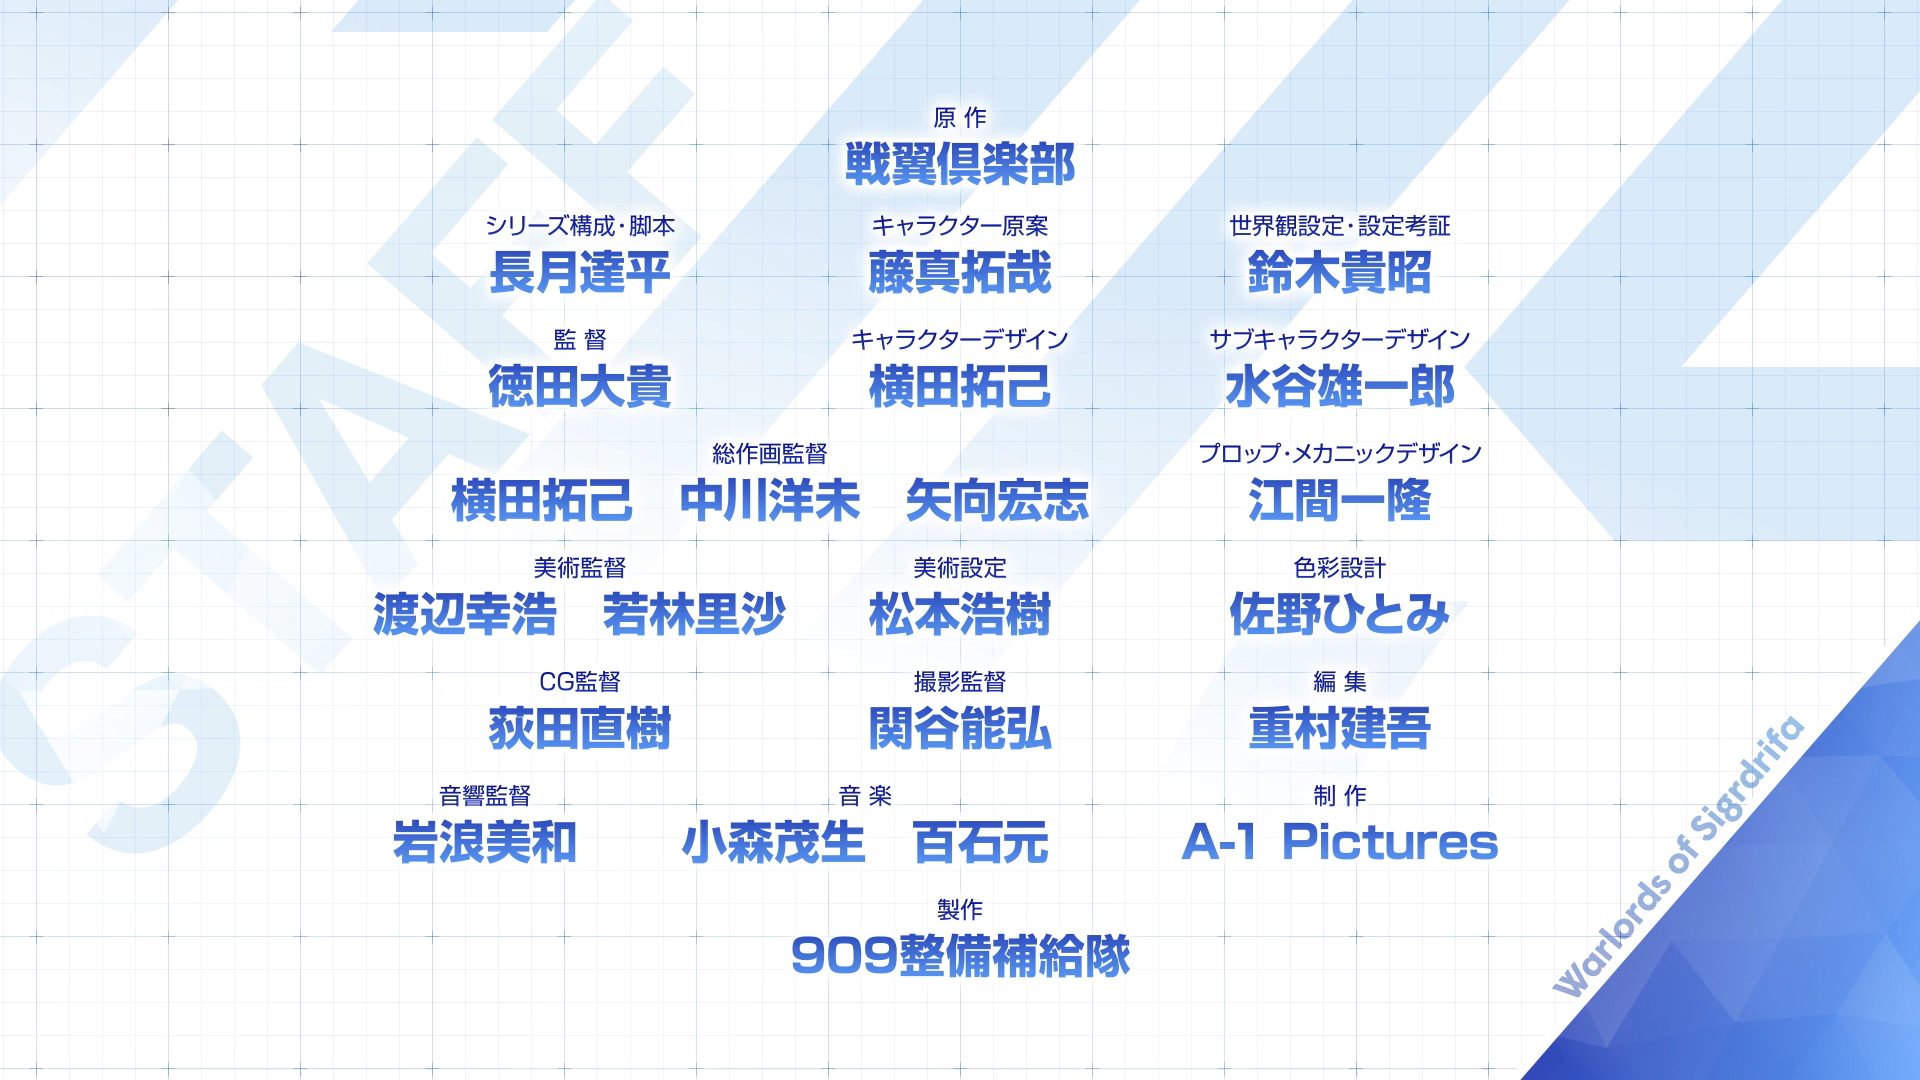 STAFF
原作
戦翼倶楽部
シリーズ構成・脚本
長月達平
キャラクター原案
藤真拓哉
世界観設定・設定考証
鈴木貴昭
監督
徳田大貴
キャラクターデザイン
横田拓己
サブキャラクターデザイン
水谷雄一郎
総作画監督
横田拓己 中川洋未 矢向宏志
プロップ・メカニックデザイン
江間一隆
美術監督
渡辺幸浩 若林里沙
美術設定
松本浩樹
色彩設計
佐野ひとみ
CG監督
荻田直樹
撮影監督
関谷能弘
編集
重村建吾
音響監督
岩浪美和
音楽
小森茂生 百石元
制作
A-1 Pictures
製作
909整備補給隊
Warlords of Sigrdrifa